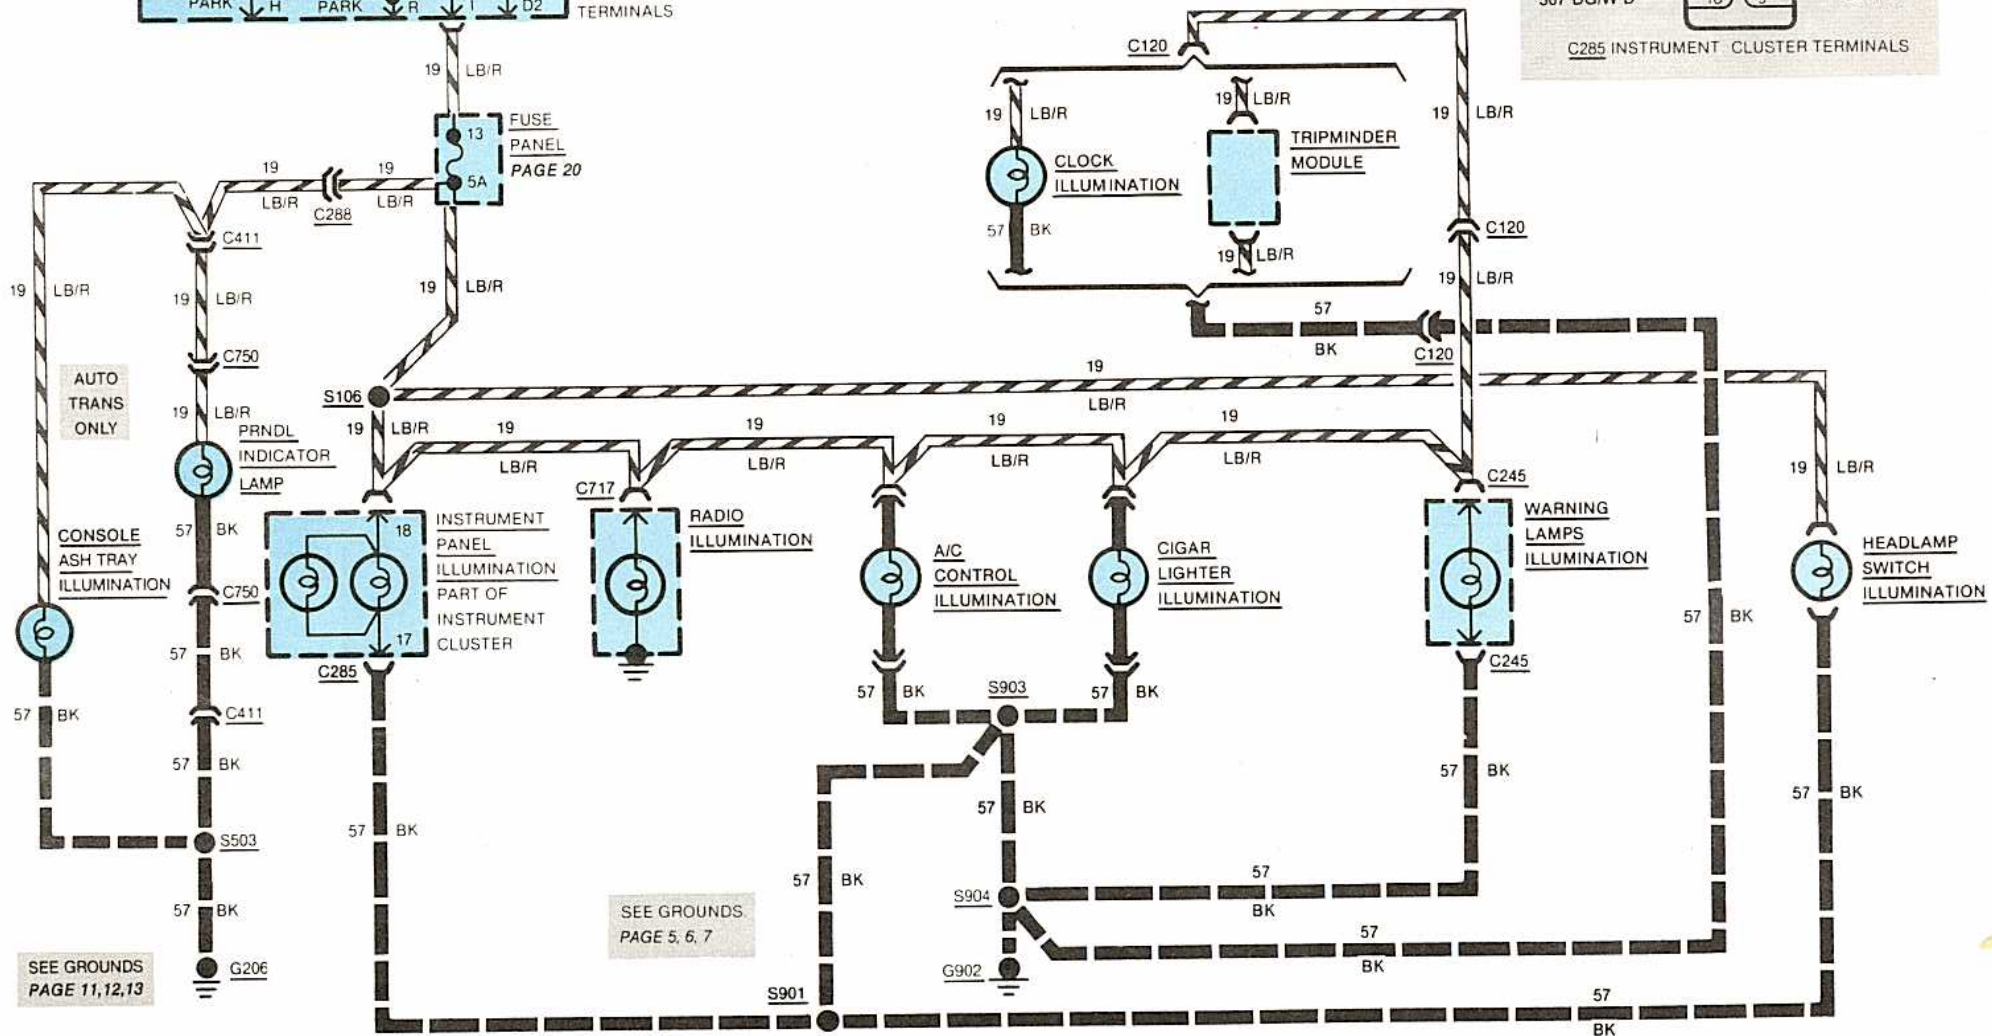 PARK H PARK R I D2
TERMINALS
C285 INSTRUMENT CLUSTER TERMINALS
19 LB/R
C120
19 LB/R
19 LB/R
19 LB/R
13
5A
FUSE
PANEL
PAGE 20
CLOCK
ILLUMINATION
TRIPMINDER
MODULE
19
LB/R
19
LB/R
C288
C411
57 BK
19 LB/R
C120
19 LB/R
19 LB/R
19 LB/R
19 LB/R
57
BK
C120
C750
AUTO
TRANS
ONLY
19
LB/R
S106
19 LB/R
19 LB/R
19
LB/R
19
LB/R
19
LB/R
19
LB/R
PRNDL
INDICATOR
LAMP
19 LB/R
C717
C245
57 BK
CONSOLE
ASH TRAY
ILLUMINATION
C750
18
17
INSTRUMENT
PANEL
ILLUMINATION
PART OF
INSTRUMENT
CLUSTER
RADIO
ILLUMINATION
A/C
CONTROL
ILLUMINATION
CIGAR
LIGHTER
ILLUMINATION
WARNING
LAMPS
ILLUMINATION
HEADLAMP
SWITCH
ILLUMINATION
57 BK
57 BK
C285
C245
57 BK
S903
57 BK
57 BK
C411
57 BK
57 BK
57 BK
57 BK
57 BK
S503
57 BK
57 BK
57
BK
S904
57 BK
SEE GROUNDS
PAGE 5, 6, 7
57
BK
SEE GROUNDS
PAGE 11,12,13
G206
G902
S901
57
BK